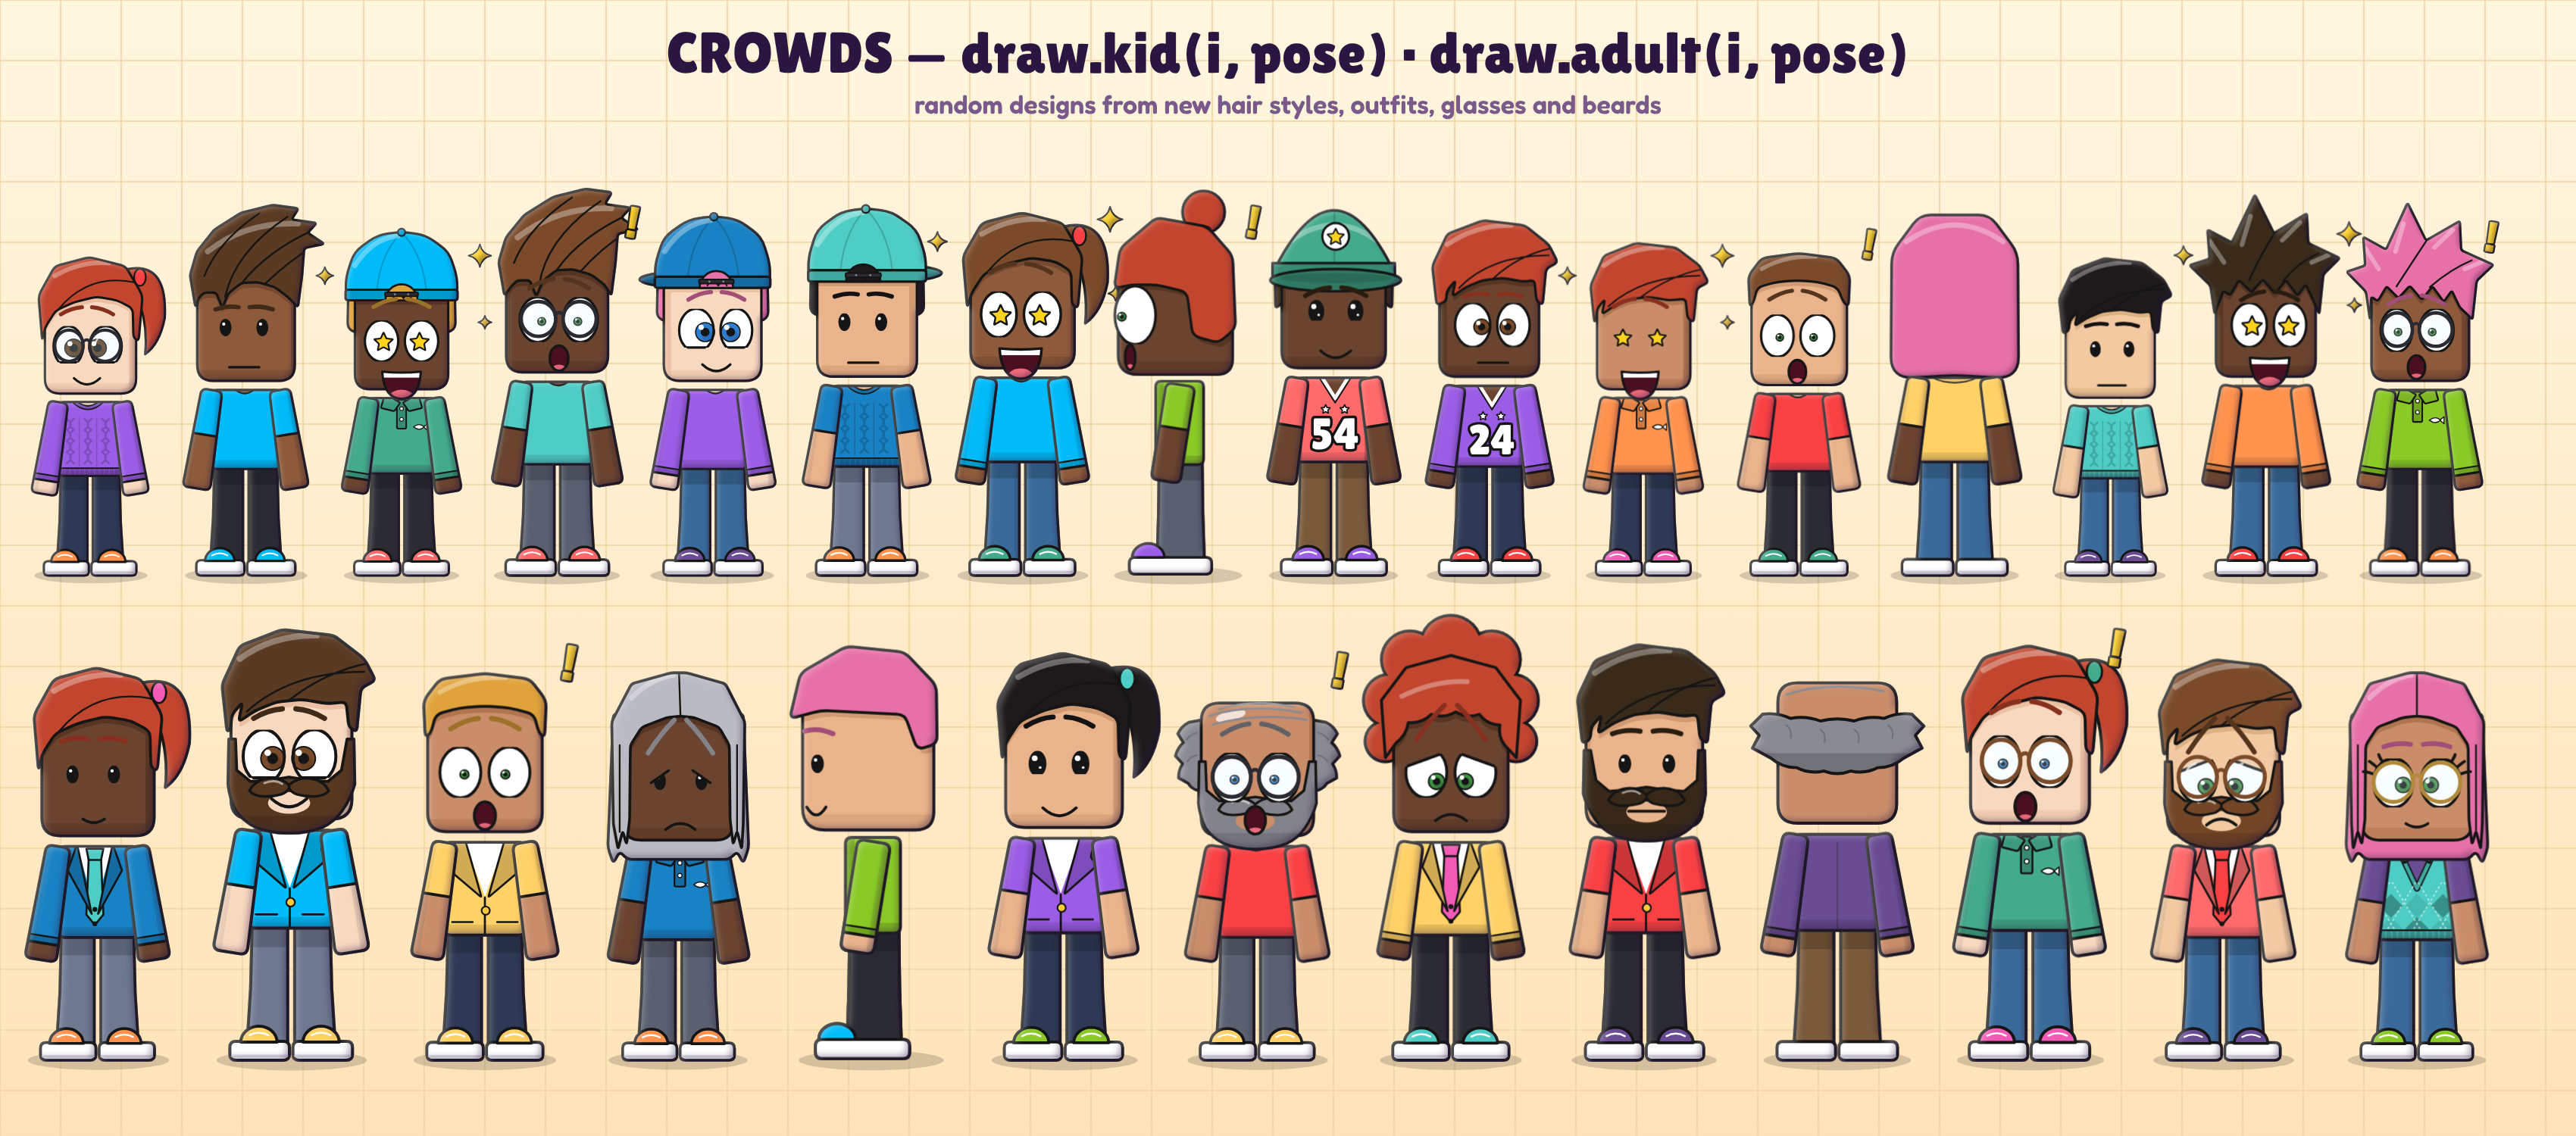 CROWDS — draw.kid(i, pose) · draw.adult(i, pose)
random designs from new hair styles, outfits, glasses and beards
! ! ! ! !
54 24
! ! !